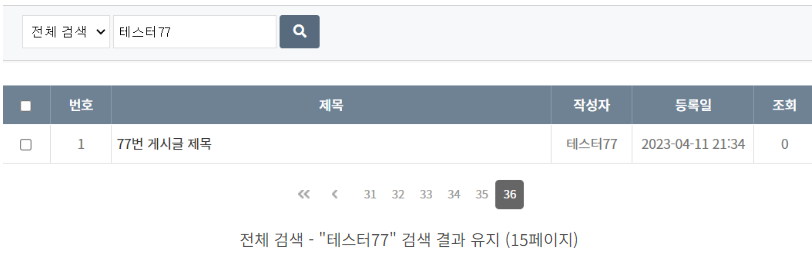 전체 검색 테스터77
번호 제목 작성자 등록일 조회
1 77번 게시글 제목 테스터77 2023-04-11 21:34 0
31 32 33 34 35 36
전체 검색 - "테스터77" 검색 결과 유지 (15페이지)